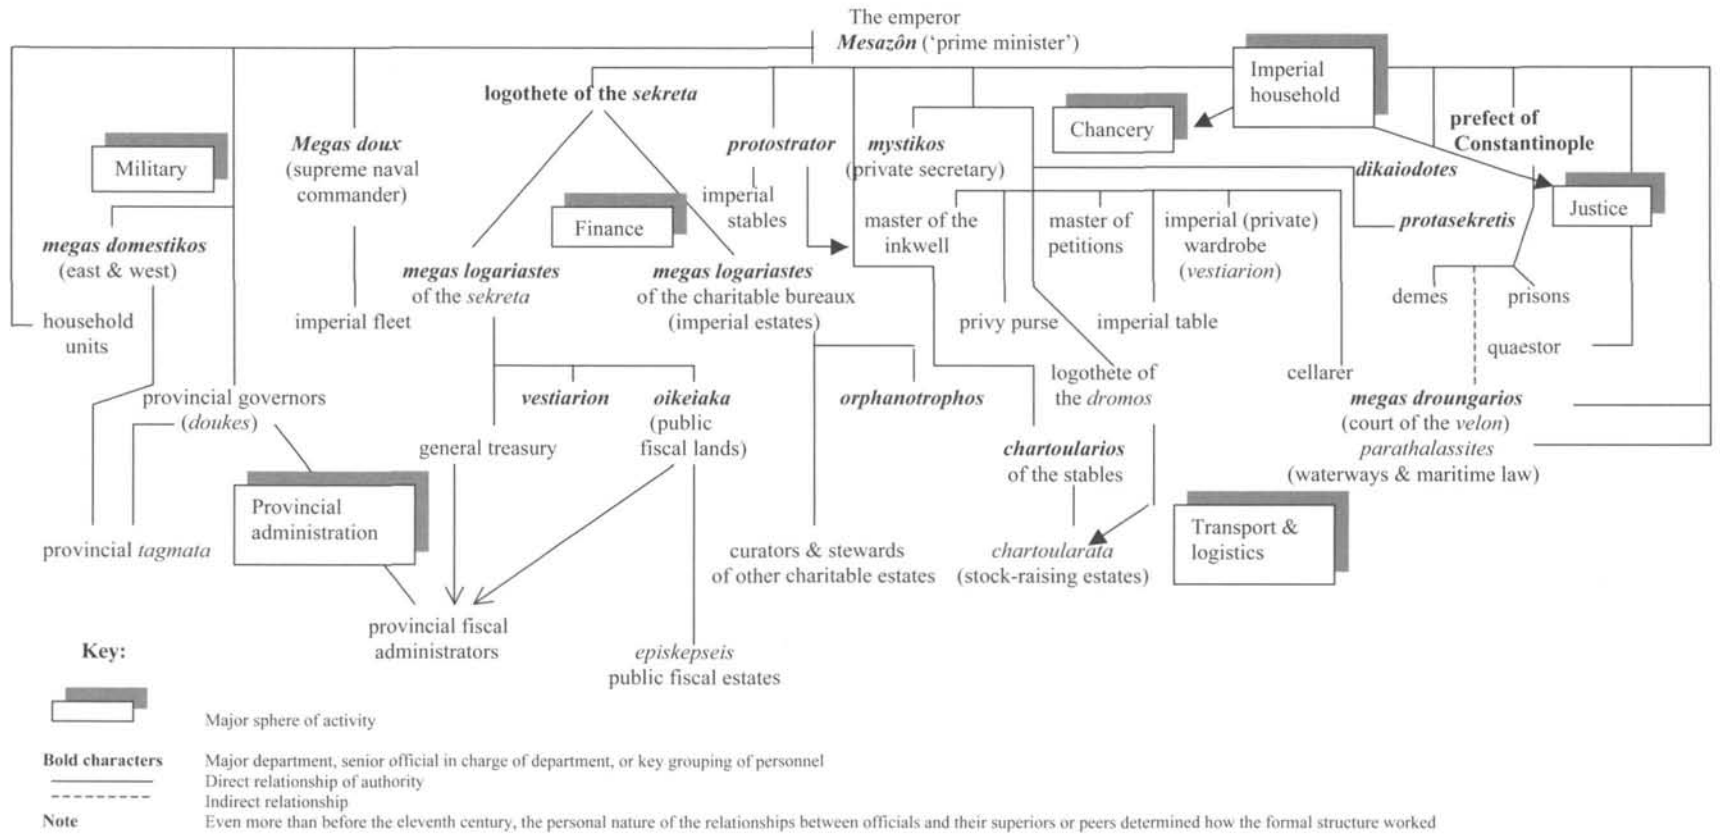 The emperor
Mesazôn ('prime minister')
Imperial
household
logothete of the sekreta
Chancery
prefect of
Constantinople
Military
Megas doux
(supreme naval
commander)
protostrator
mystikos
(private secretary)
dikaiodotes
imperial
stables
Finance
master of the
inkwell
master of
petitions
imperial (private)
wardrobe
(vestiarion)
protasekretis
Justice
megas domestikos
(east & west)
megas logariastes
of the sekreta
megas logariastes
of the charitable bureaux
(imperial estates)
demes
prisons
household
units
imperial fleet
privy purse
imperial table
quaestor
provincial governors
(doukes)
vestiarion
oikeiaka
(public
fiscal lands)
orphanotrophos
logothete of
the dromos
cellarer
megas droungarios
(court of the velon)
parathalassites
(waterways & maritime law)
general treasury
chartoularios
of the stables
Provincial
administration
Transport &
logistics
provincial tagmata
curators & stewards
of other charitable estates
chartoularata
(stock-raising estates)
provincial fiscal
administrators
episkepseis
public fiscal estates
Key:
Major sphere of activity
Bold characters Major department, senior official in charge of department, or key grouping of personnel
Direct relationship of authority
Indirect relationship
Note Even more than before the eleventh century, the personal nature of the relationships between officials and their superiors or peers determined how the formal structure worked